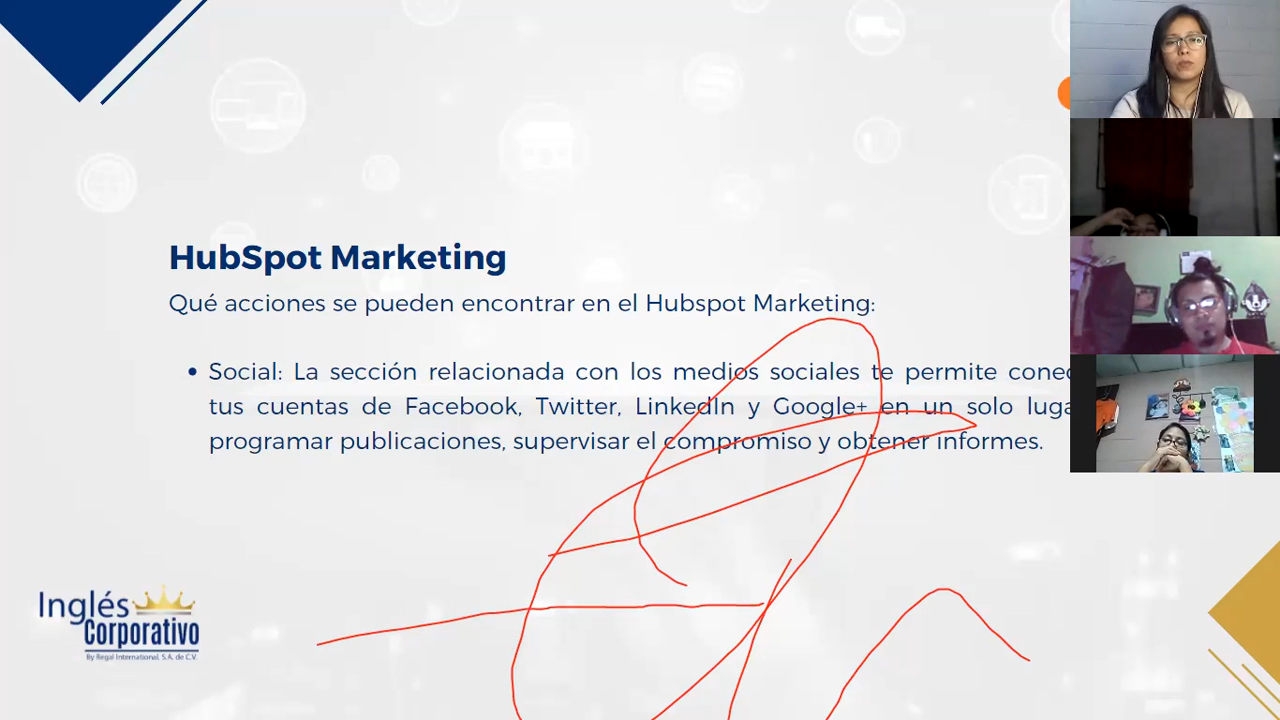 HubSpot Marketing
Qué acciones se pueden encontrar en el Hubspot Marketing:
• Social: La sección relacionada con los medios sociales te permite conec
tus cuentas de Facebook, Twitter, LinkedIn y Google+ en un solo luga
programar publicaciones, supervisar el compromiso y obtener informes.
Inglés
Corporativo
By Regal International, S.A. de C.V.